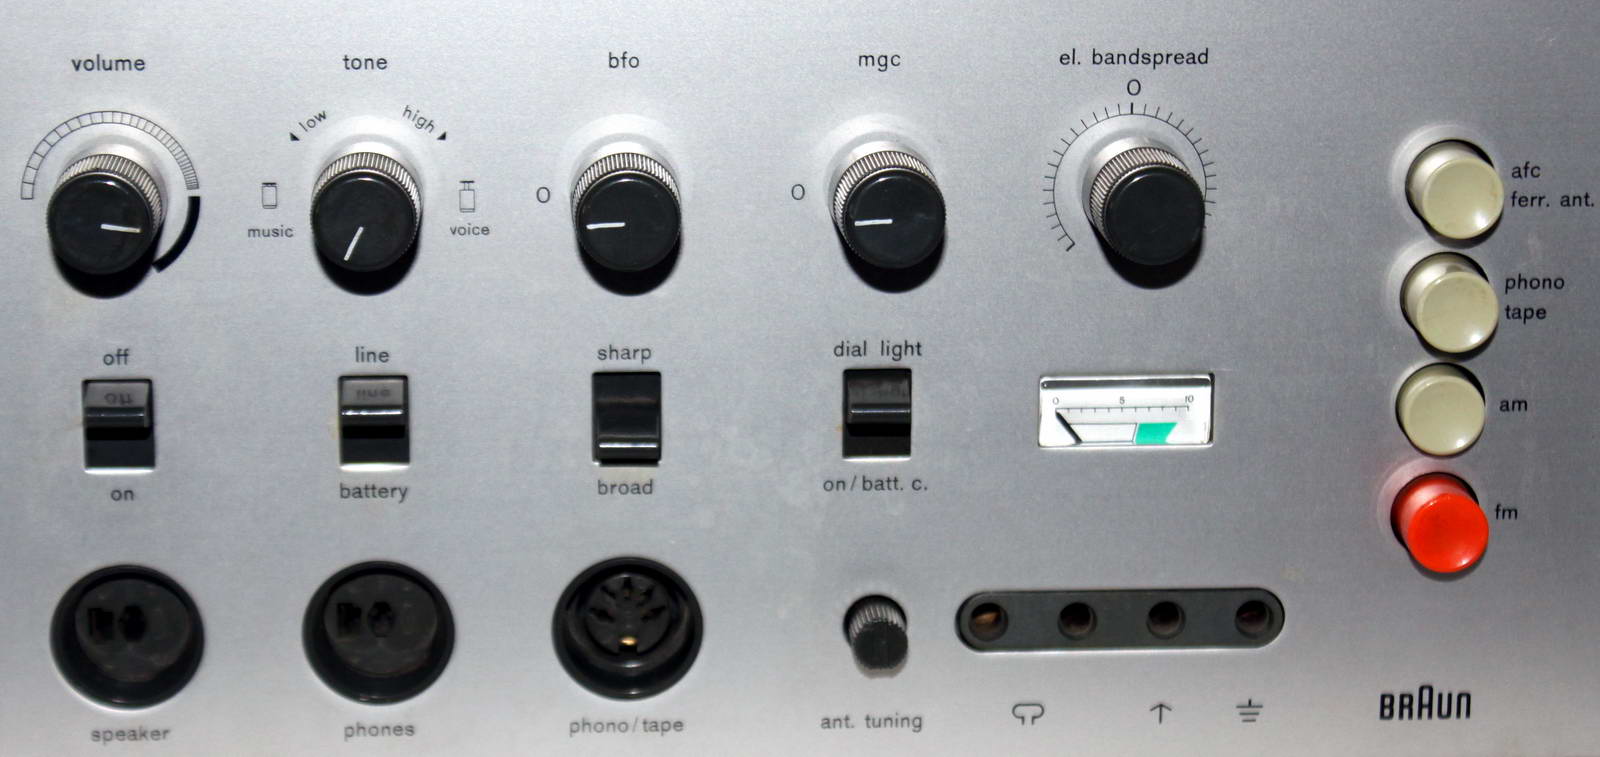 volume
tone
bfo
mgc
el. bandspread
0
low
high
0
0
music
voice
afc
ferr. ant.
phono
tape
off
line
sharp
dial light
0 5 10
am
on
battery
broad
on/batt. c.
fm
speaker
phones
phono/tape
ant. tuning
BRAUN